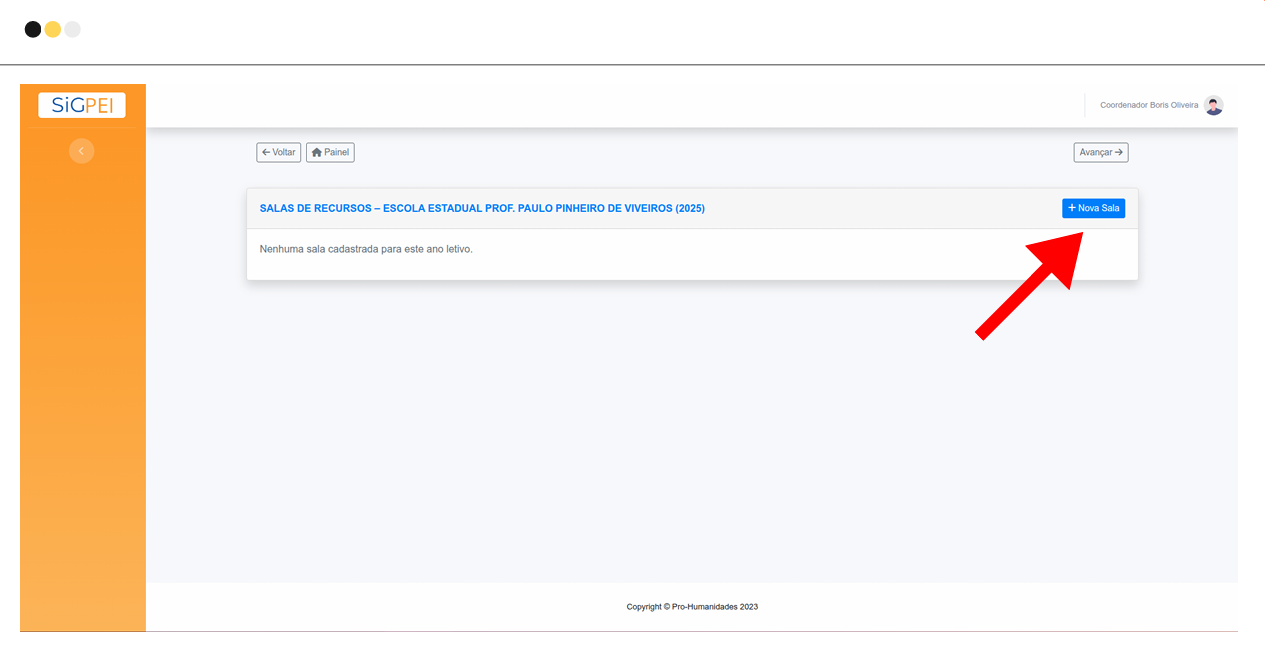 SiGPEI
Coordenador Boris Oliveira
Voltar
Painel
Avançar
SALAS DE RECURSOS – ESCOLA ESTADUAL PROF. PAULO PINHEIRO DE VIVEIROS (2025)
+ Nova Sala
Nenhuma sala cadastrada para este ano letivo.
Copyright © Pro-Humanidades 2023